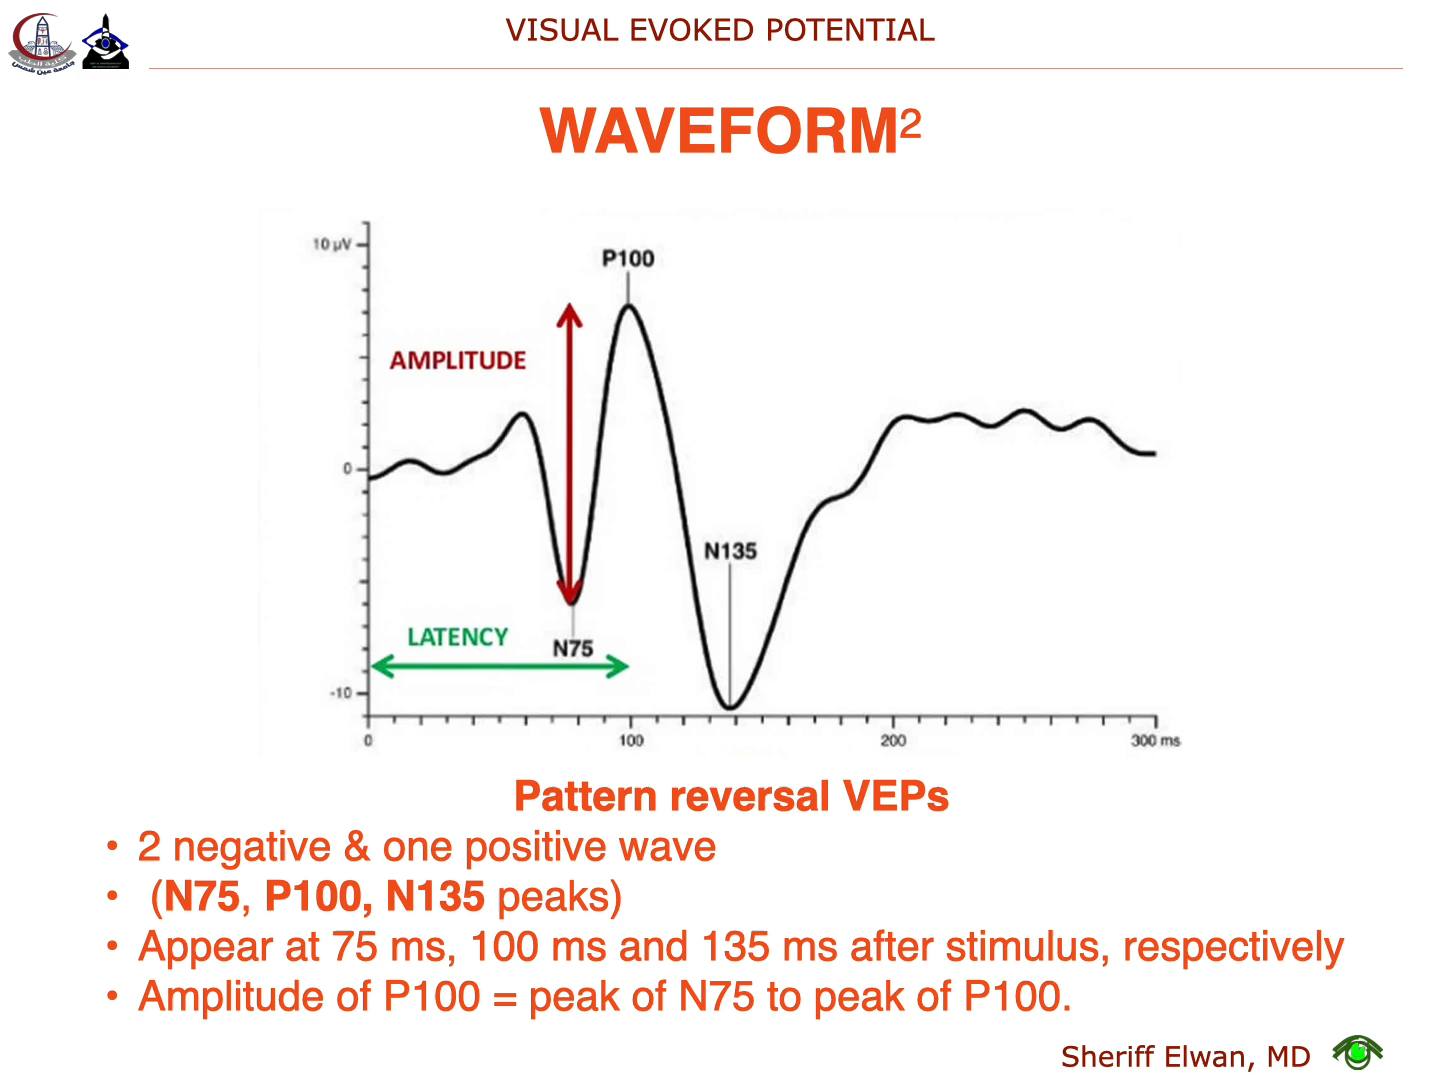 VISUAL EVOKED POTENTIAL
WAVEFORM2
10 µV
P100
AMPLITUDE
0
N135
LATENCY
N75
-10
0 100 200 300 ms
Pattern reversal VEPs
• 2 negative & one positive wave
• (N75, P100, N135 peaks)
• Appear at 75 ms, 100 ms and 135 ms after stimulus, respectively
• Amplitude of P100 = peak of N75 to peak of P100.
Sheriff Elwan, MD